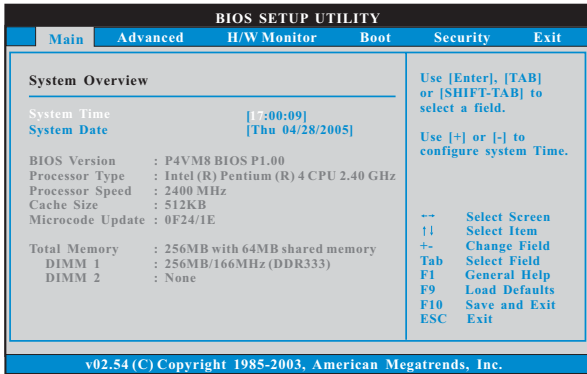 BIOS SETUP UTILITY
Main Advanced H/W Monitor Boot Security Exit
System Overview
System Time [17:00:09]
System Date [Thu 04/28/2005]
BIOS Version : P4VM8 BIOS P1.00
Processor Type : Intel (R) Pentium (R) 4 CPU 2.40 GHz
Processor Speed : 2400 MHz
Cache Size : 512KB
Microcode Update : 0F24/1E
Total Memory : 256MB with 64MB shared memory
DIMM 1 : 256MB/166MHz (DDR333)
DIMM 2 : None
Use [Enter], [TAB]
or [SHIFT-TAB] to
select a field.
Use [+] or [-] to
configure system Time.
←→ Select Screen
↑↓ Select Item
+- Change Field
Tab Select Field
F1 General Help
F9 Load Defaults
F10 Save and Exit
ESC Exit
v02.54 (C) Copyright 1985-2003, American Megatrends, Inc.